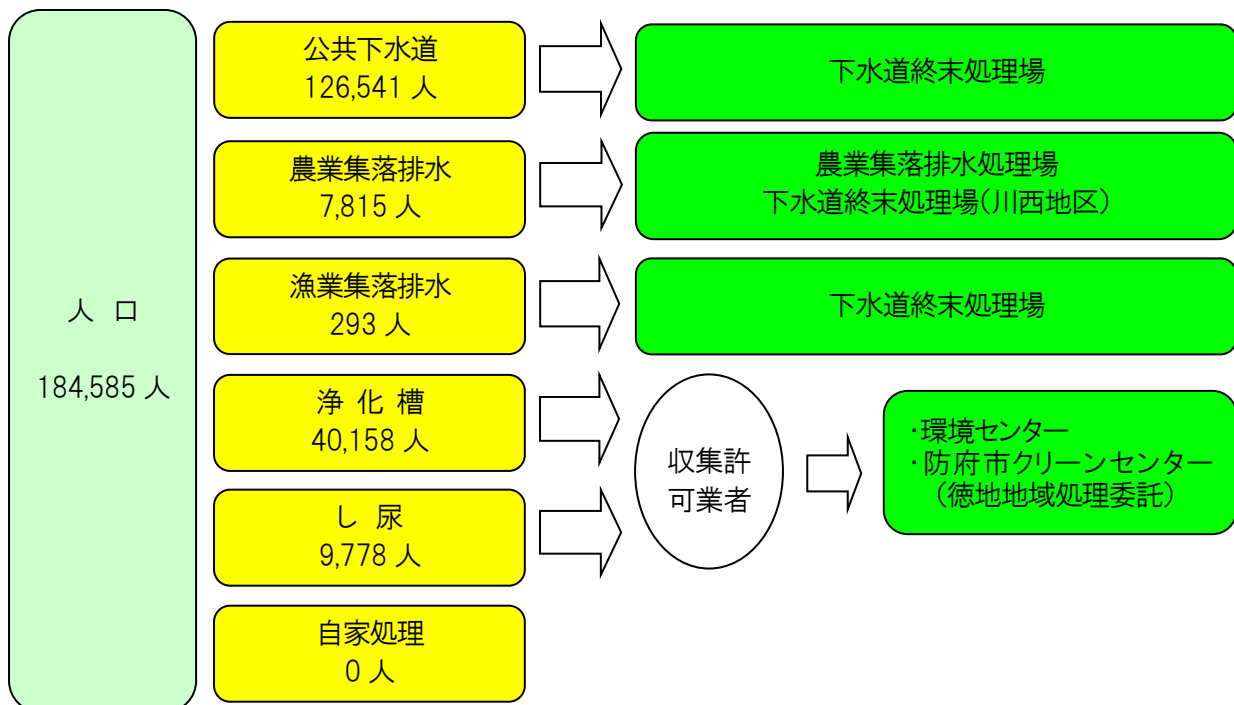 人 口
184,585 人
公共下水道
126,541 人
下水道終末処理場
農業集落排水
7,815 人
農業集落排水処理場
下水道終末処理場(川西地区)
漁業集落排水
293 人
下水道終末処理場
浄 化 槽
40,158 人
し 尿
9,778 人
収集許
可業者
・環境センター
・防府市クリーンセンター
(徳地地域処理委託)
自家処理
0 人